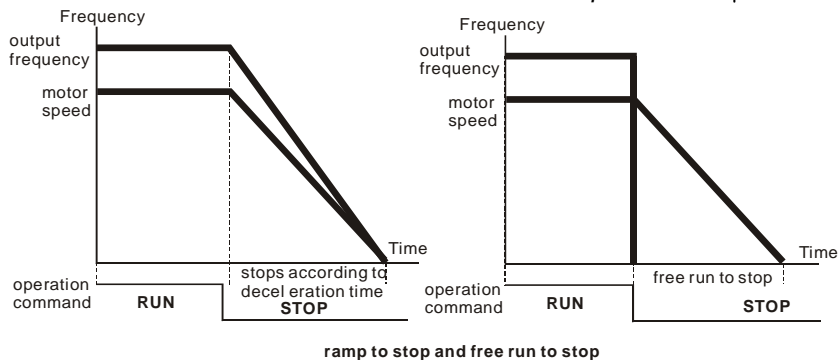 Frequency
output
frequency
motor
speed
Time
stops according to
decel eration time
operation
command
RUN
STOP
Frequency
output
frequency
motor
speed
Time
free run to stop
operation
command
RUN
STOP
ramp to stop and free run to stop